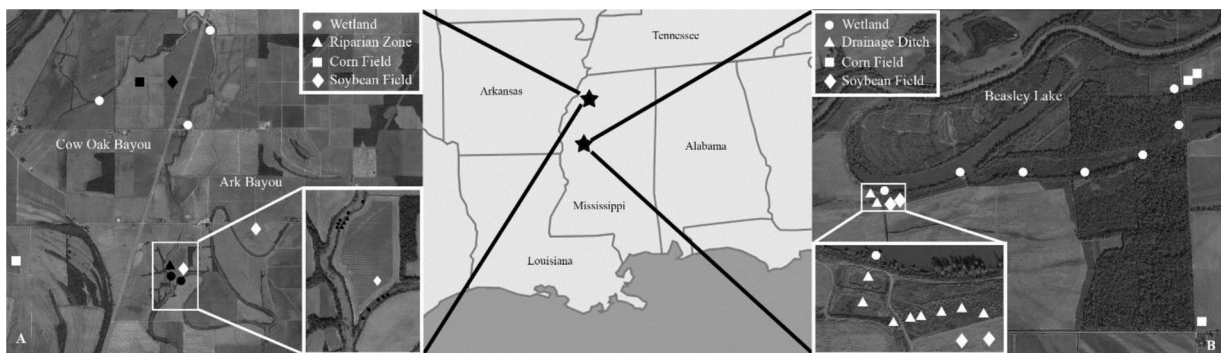 Wetland
Riparian Zone
Corn Field
Soybean Field
Cow Oak Bayou
Ark Bayou
A
Tennessee
Arkansas
Alabama
Mississippi
Louisiana
Wetland
Drainage Ditch
Corn Field
Soybean Field
Beasley Lake
B